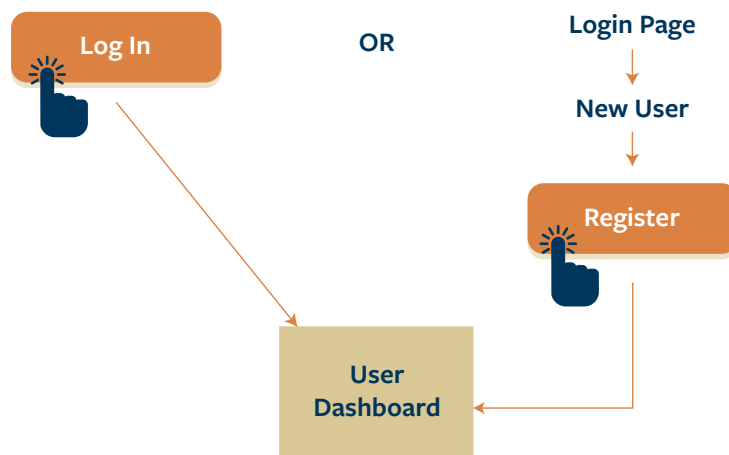 Log In
OR
Login Page
New User
Register
User
Dashboard